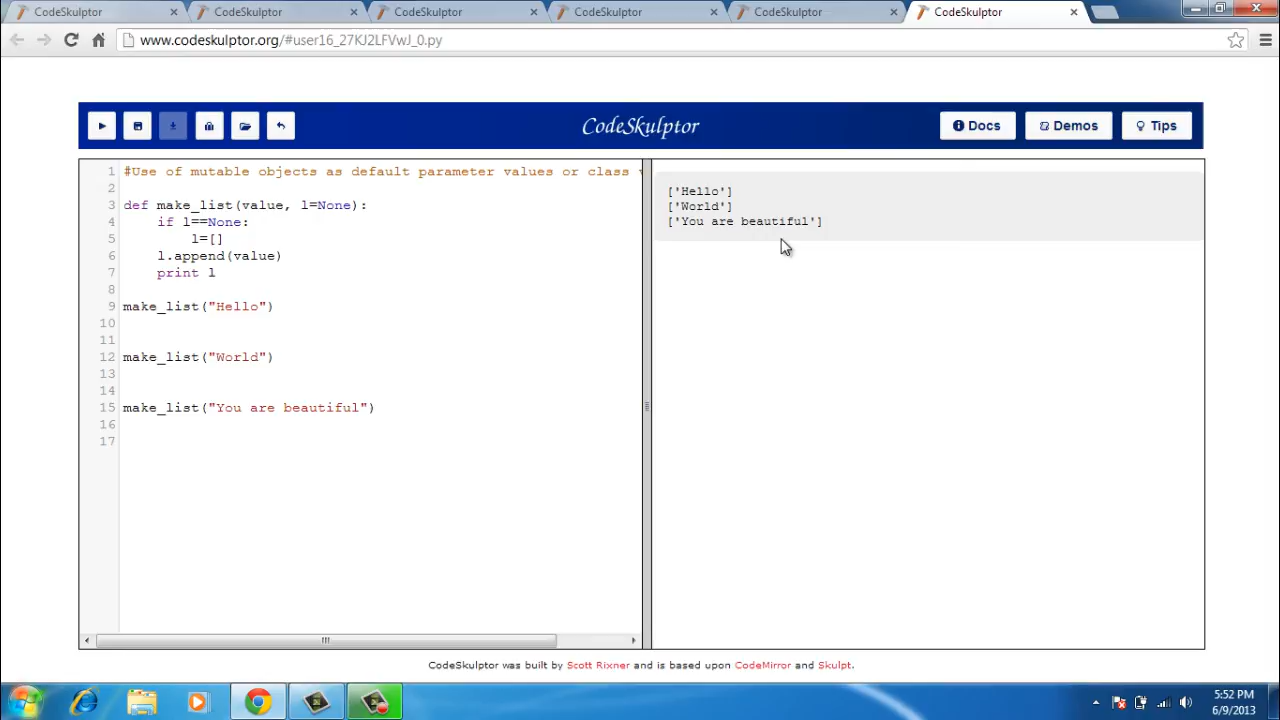 CodeSkulptor CodeSkulptor CodeSkulptor CodeSkulptor CodeSkulptor CodeSkulptor
www.codeskulptor.org/#user16_27KJ2LFVwJ_0.py
CodeSkulptor Docs Demos Tips
1 #Use of mutable objects as default parameter values or class
2
3 def make_list(value, l=None):
4 if l==None:
5 l=[]
6 l.append(value)
7 print l
8
9 make_list("Hello")
10
11
12 make_list("World")
13
14
15 make_list("You are beautiful")
16
17
['Hello']
['World']
['You are beautiful']
CodeSkulptor was built by Scott Rixner and is based upon CodeMirror and Skulpt.
5:52 PM
6/9/2013